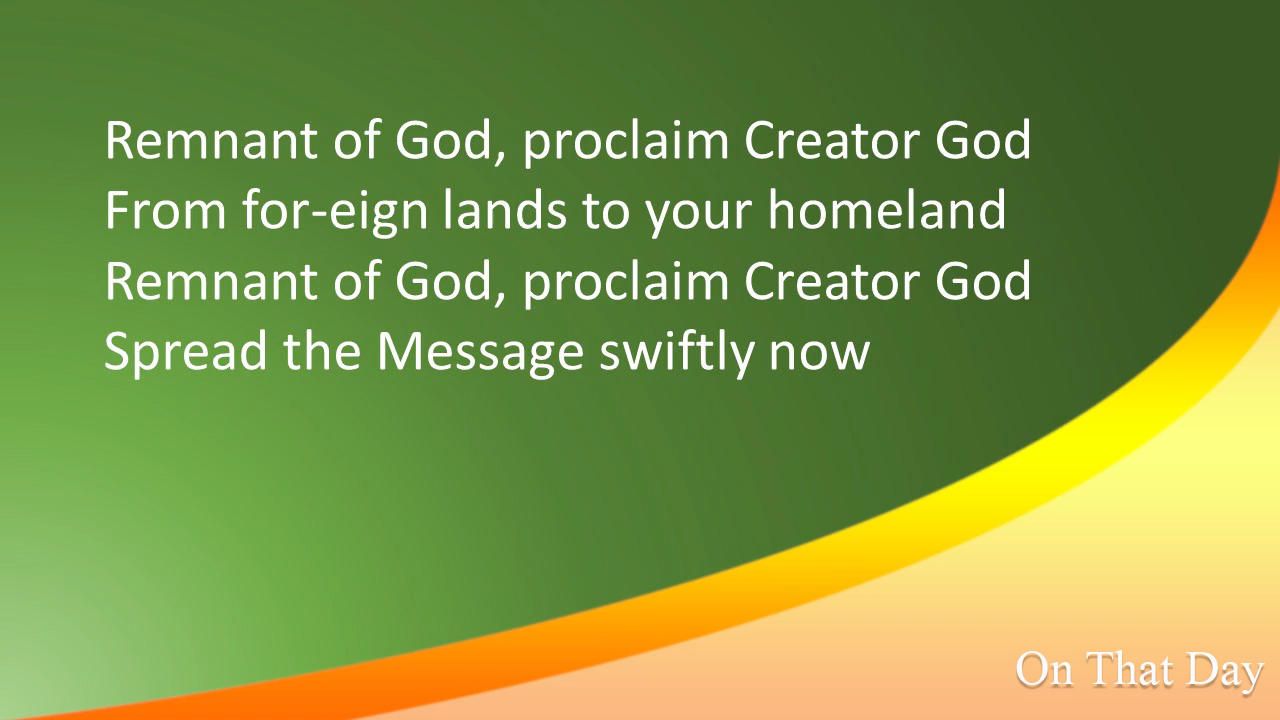 Remnant of God, proclaim Creator God
From for-eign lands to your homeland
Remnant of God, proclaim Creator God
Spread the Message swiftly now
On That Day